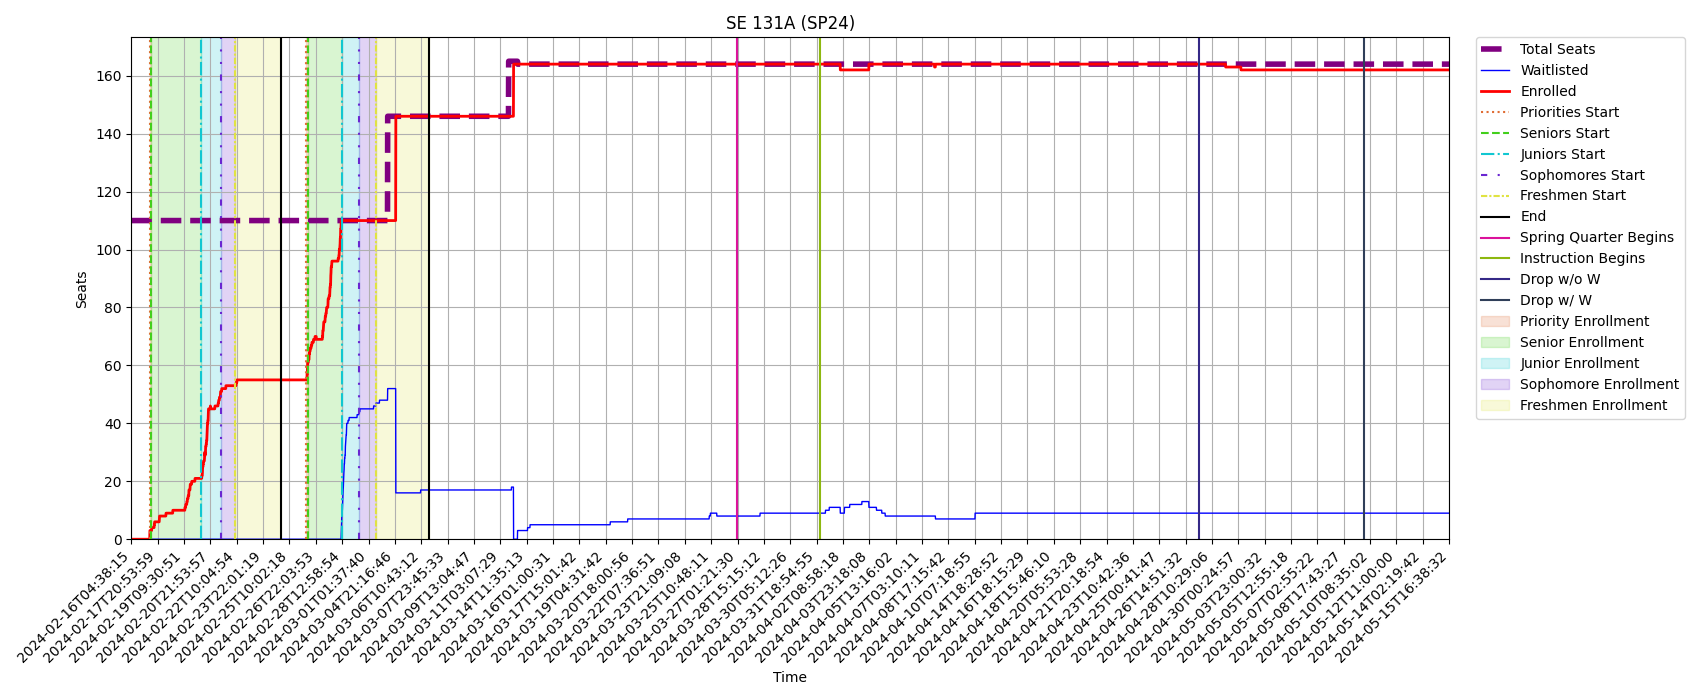 SE 131A (SP24)
Seats
160
140
120
100
80
60
40
20
0
2024-02-16T04:38:15
2024-02-17T20:53:59
2024-02-19T09:30:51
2024-02-20T21:53:57
2024-02-22T10:04:54
2024-02-23T22:01:19
2024-02-25T10:02:18
2024-02-26T22:03:53
2024-02-28T12:58:54
2024-03-01T01:37:40
2024-03-04T21:16:46
2024-03-06T10:43:12
2024-03-07T23:45:33
2024-03-09T13:04:47
2024-03-11T03:07:29
2024-03-14T11:35:13
2024-03-16T01:00:31
2024-03-17T15:01:42
2024-03-19T04:31:42
2024-03-20T18:00:56
2024-03-22T07:36:51
2024-03-23T21:09:08
2024-03-25T10:48:11
2024-03-27T01:21:30
2024-03-28T15:15:12
2024-03-30T05:12:26
2024-03-31T18:54:55
2024-04-02T08:58:18
2024-04-03T23:18:08
2024-04-05T13:16:02
2024-04-07T03:10:11
2024-04-08T17:15:42
2024-04-10T07:18:55
2024-04-14T18:28:52
2024-04-16T18:15:29
2024-04-18T15:46:10
2024-04-20T05:53:28
2024-04-21T20:18:54
2024-04-23T10:42:36
2024-04-25T00:41:47
2024-04-26T14:51:32
2024-04-28T10:29:06
2024-04-30T00:24:57
2024-05-03T23:00:32
2024-05-05T12:55:18
2024-05-07T02:55:22
2024-05-08T17:43:27
2024-05-10T08:35:02
2024-05-12T11:00:00
2024-05-14T02:19:42
2024-05-15T16:38:32
Time
Total Seats
Waitlisted
Enrolled
Priorities Start
Seniors Start
Juniors Start
Sophomores Start
Freshmen Start
End
Spring Quarter Begins
Instruction Begins
Drop w/o W
Drop w/ W
Priority Enrollment
Senior Enrollment
Junior Enrollment
Sophomore Enrollment
Freshmen Enrollment